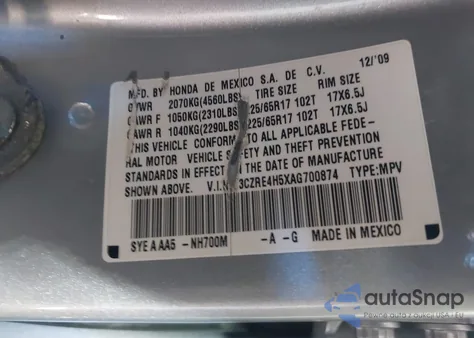 MFD. BY HONDA DE MEXICO S.A. DE C.V. 12/'09
GVWR 2070KG(4560LBS) TIRE SIZE RIM SIZE
GAWR F 1050KG(2310LBS) 225/65R17 102T 17X6.5J
GAWR R 1040KG(2290LBS) 225/65R17 102T 17X6.5J
THIS VEHICLE CONFORMS TO ALL APPLICABLE FEDE-
RAL MOTOR VEHICLE SAFETY AND THEFT PREVENTION
STANDARDS IN EFFECT ON THE DATE OF MANUFACTURE
SHOWN ABOVE. V.I.N. 3CZRE4H5XAG700874 TYPE:MPV
SYE A AA5 -NH700M -A -G MADE IN MEXICO
autoSnap